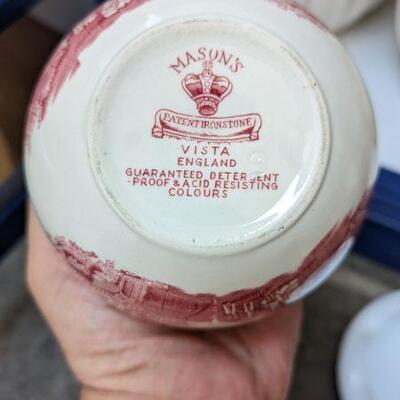 MASON'S
PATENT IRONSTONE
VISTA
ENGLAND
GUARANTEED DETERGENT
-PROOF & ACID RESISTING
COLOURS